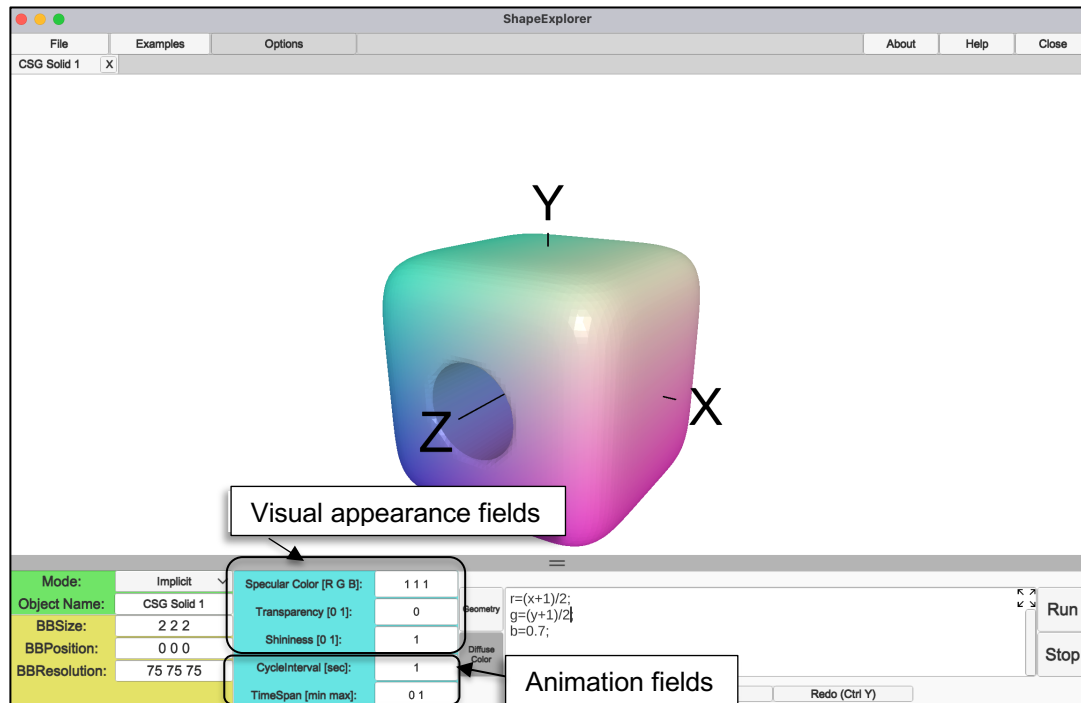 ShapeExplorer
File Examples Options About Help Close
CSG Solid 1 X
Y
X
Z
Visual appearance fields
Mode: Implicit
Object Name: CSG Solid 1
BBSize: 2 2 2
BBPosition: 0 0 0
BBResolution: 75 75 75
Specular Color [R G B]: 1 1 1
Transparency [0 1]: 0
Shininess [0 1]: 1
CycleInterval [sec]: 1
TimeSpan [min max]: 0 1
Geometry
Diffuse
Color
r=(x+1)/2;
g=(y+1)/2;
b=0.7;
Run
Stop
Animation fields
Redo (Ctrl Y)